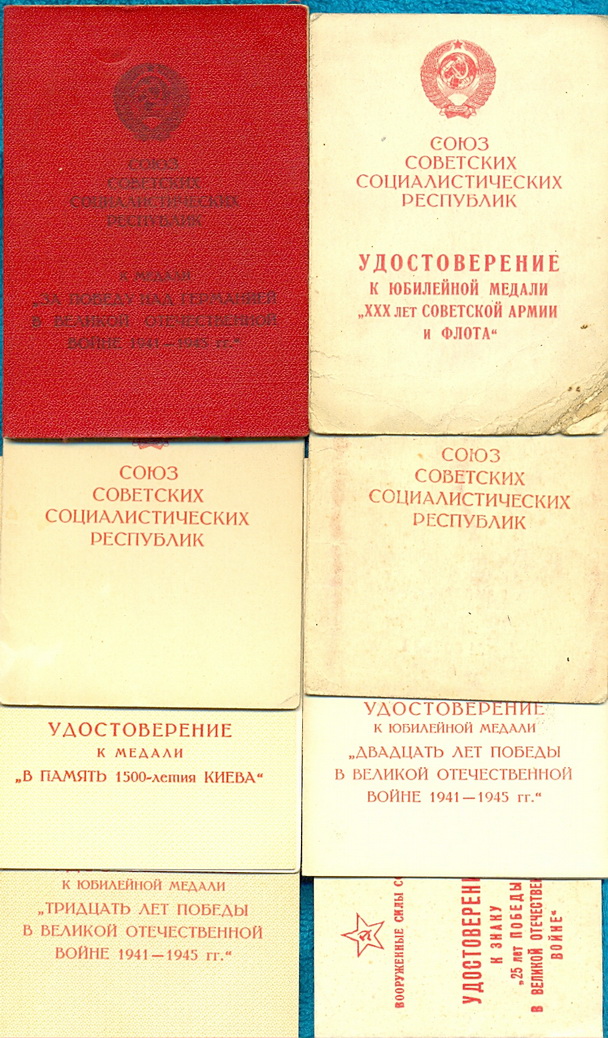 СОЮЗ
СОВЕТСКИХ
СОЦИАЛИСТИЧЕСКИХ
РЕСПУБЛИК
К МЕДАЛИ
„ЗА ПОБЕДУ НАД ГЕРМАНИЕЙ
В ВЕЛИКОЙ ОТЕЧЕСТВЕННОЙ
ВОЙНЕ 1941—1945 гг.“
СОЮЗ
СОВЕТСКИХ
СОЦИАЛИСТИЧЕСКИХ
РЕСПУБЛИК
УДОСТОВЕРЕНИЕ
К ЮБИЛЕЙНОЙ МЕДАЛИ
„XXX лет СОВЕТСКОЙ АРМИИ
и ФЛОТА“
СОЮЗ
СОВЕТСКИХ
СОЦИАЛИСТИЧЕСКИХ
РЕСПУБЛИК
СОЮЗ
СОВЕТСКИХ
СОЦИАЛИСТИЧЕСКИХ
РЕСПУБЛИК
УДОСТОВЕРЕНИЕ
К МЕДАЛИ
„В ПАМЯТЬ 1500-летия КИЕВА“
УДОСТОВЕРЕНИЕ
К ЮБИЛЕЙНОЙ МЕДАЛИ
„ДВАДЦАТЬ ЛЕТ ПОБЕДЫ
В ВЕЛИКОЙ ОТЕЧЕСТВЕННОЙ
ВОЙНЕ 1941—1945 гг.“
К ЮБИЛЕЙНОЙ МЕДАЛИ
„ТРИДЦАТЬ ЛЕТ ПОБЕДЫ
В ВЕЛИКОЙ ОТЕЧЕСТВЕННОЙ
ВОЙНЕ 1941—1945 гг.“
ВООРУЖЕННЫЕ СИЛЫ СС
УДОСТОВЕРЕНИ
К ЗНАКУ
„25 лет ПОБЕДЫ
В ВЕЛИКОЙ ОТЕЧЕСТВЕН
ВОЙНЕ“